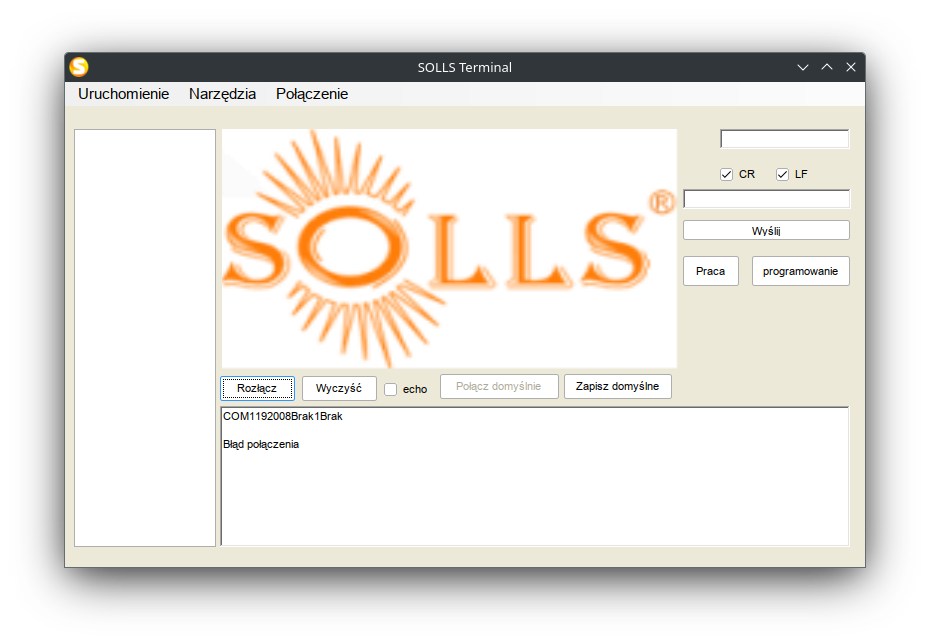 SOLLS Terminal
Uruchomienie Narzędzia Połączenie
SOLLS®
CR LF
Wyślij
Praca programowanie
Rozłącz Wyczyść echo Połącz domyślnie Zapisz domyślne
COM1192008Brak1Brak
Błąd połączenia